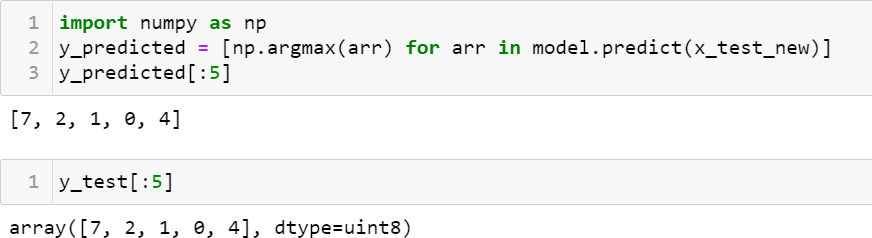 1 import numpy as np
2 y_predicted = [np.argmax(arr) for arr in model.predict(x_test_new)]
3 y_predicted[:5]
[7, 2, 1, 0, 4]
1 y_test[:5]
array([7, 2, 1, 0, 4], dtype=uint8)